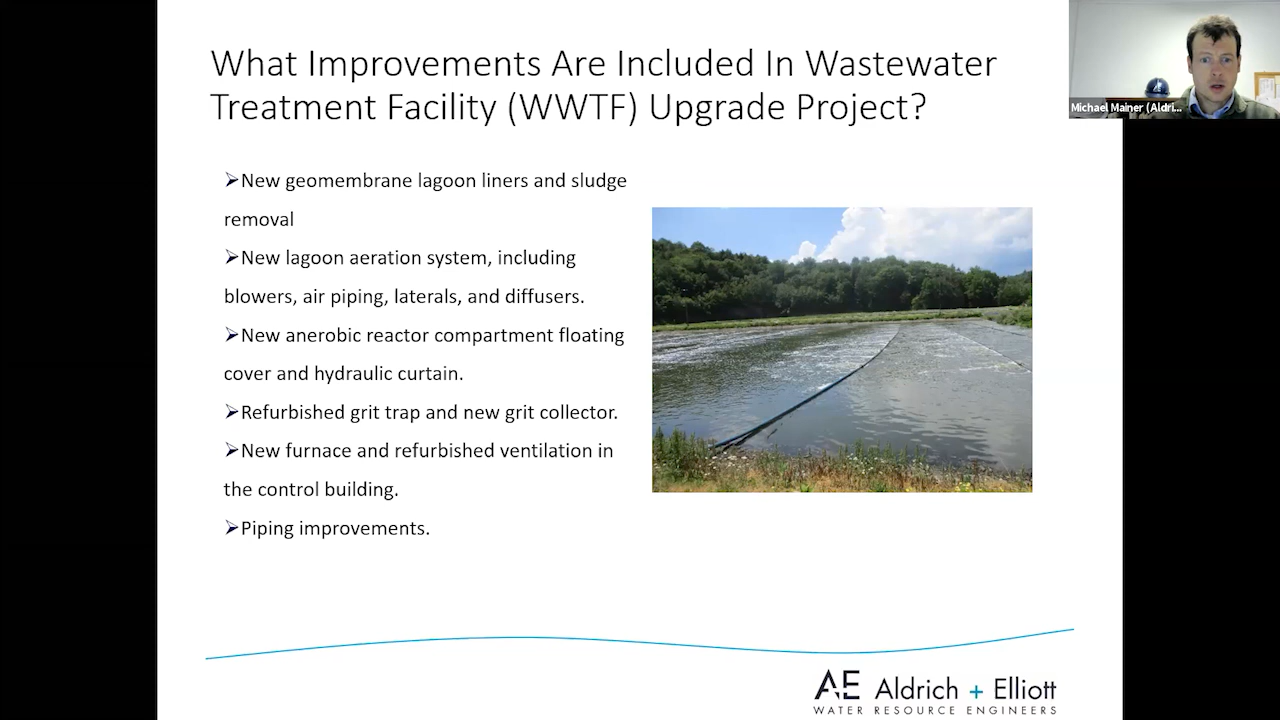 What Improvements Are Included In Wastewater
Treatment Facility (WWTF) Upgrade Project?
Michael Mainer (Aldri...
⮚New geomembrane lagoon liners and sludge
removal
⮚New lagoon aeration system, including
blowers, air piping, laterals, and diffusers.
⮚New anerobic reactor compartment floating
cover and hydraulic curtain.
⮚Refurbished grit trap and new grit collector.
⮚New furnace and refurbished ventilation in
the control building.
⮚Piping improvements.
AE Aldrich + Elliott
WATER RESOURCE ENGINEERS